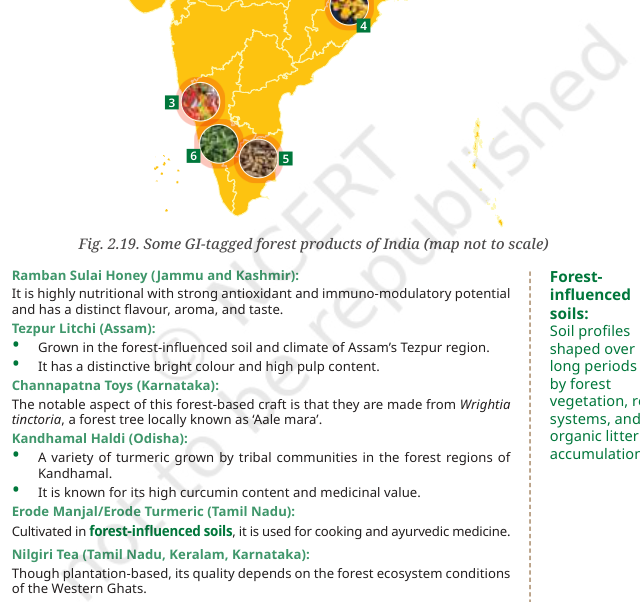 4
3
6
5
© NCERT
not to be republished
Fig. 2.19. Some GI-tagged forest products of India (map not to scale)
Ramban Sulai Honey (Jammu and Kashmir):
It is highly nutritional with strong antioxidant and immuno-modulatory potential
and has a distinct flavour, aroma, and taste.
Tezpur Litchi (Assam):
• Grown in the forest-influenced soil and climate of Assam’s Tezpur region.
• It has a distinctive bright colour and high pulp content.
Channapatna Toys (Karnataka):
The notable aspect of this forest-based craft is that they are made from Wrightia
tinctoria, a forest tree locally known as ‘Aale mara’.
Kandhamal Haldi (Odisha):
• A variety of turmeric grown by tribal communities in the forest regions of
Kandhamal.
• It is known for its high curcumin content and medicinal value.
Erode Manjal/Erode Turmeric (Tamil Nadu):
Cultivated in forest-influenced soils, it is used for cooking and ayurvedic medicine.
Nilgiri Tea (Tamil Nadu, Keralam, Karnataka):
Though plantation-based, its quality depends on the forest ecosystem conditions
of the Western Ghats.
Forest-
influenced
soils:
Soil profiles
shaped over
long periods
by forest
vegetation,
systems, and
organic litter